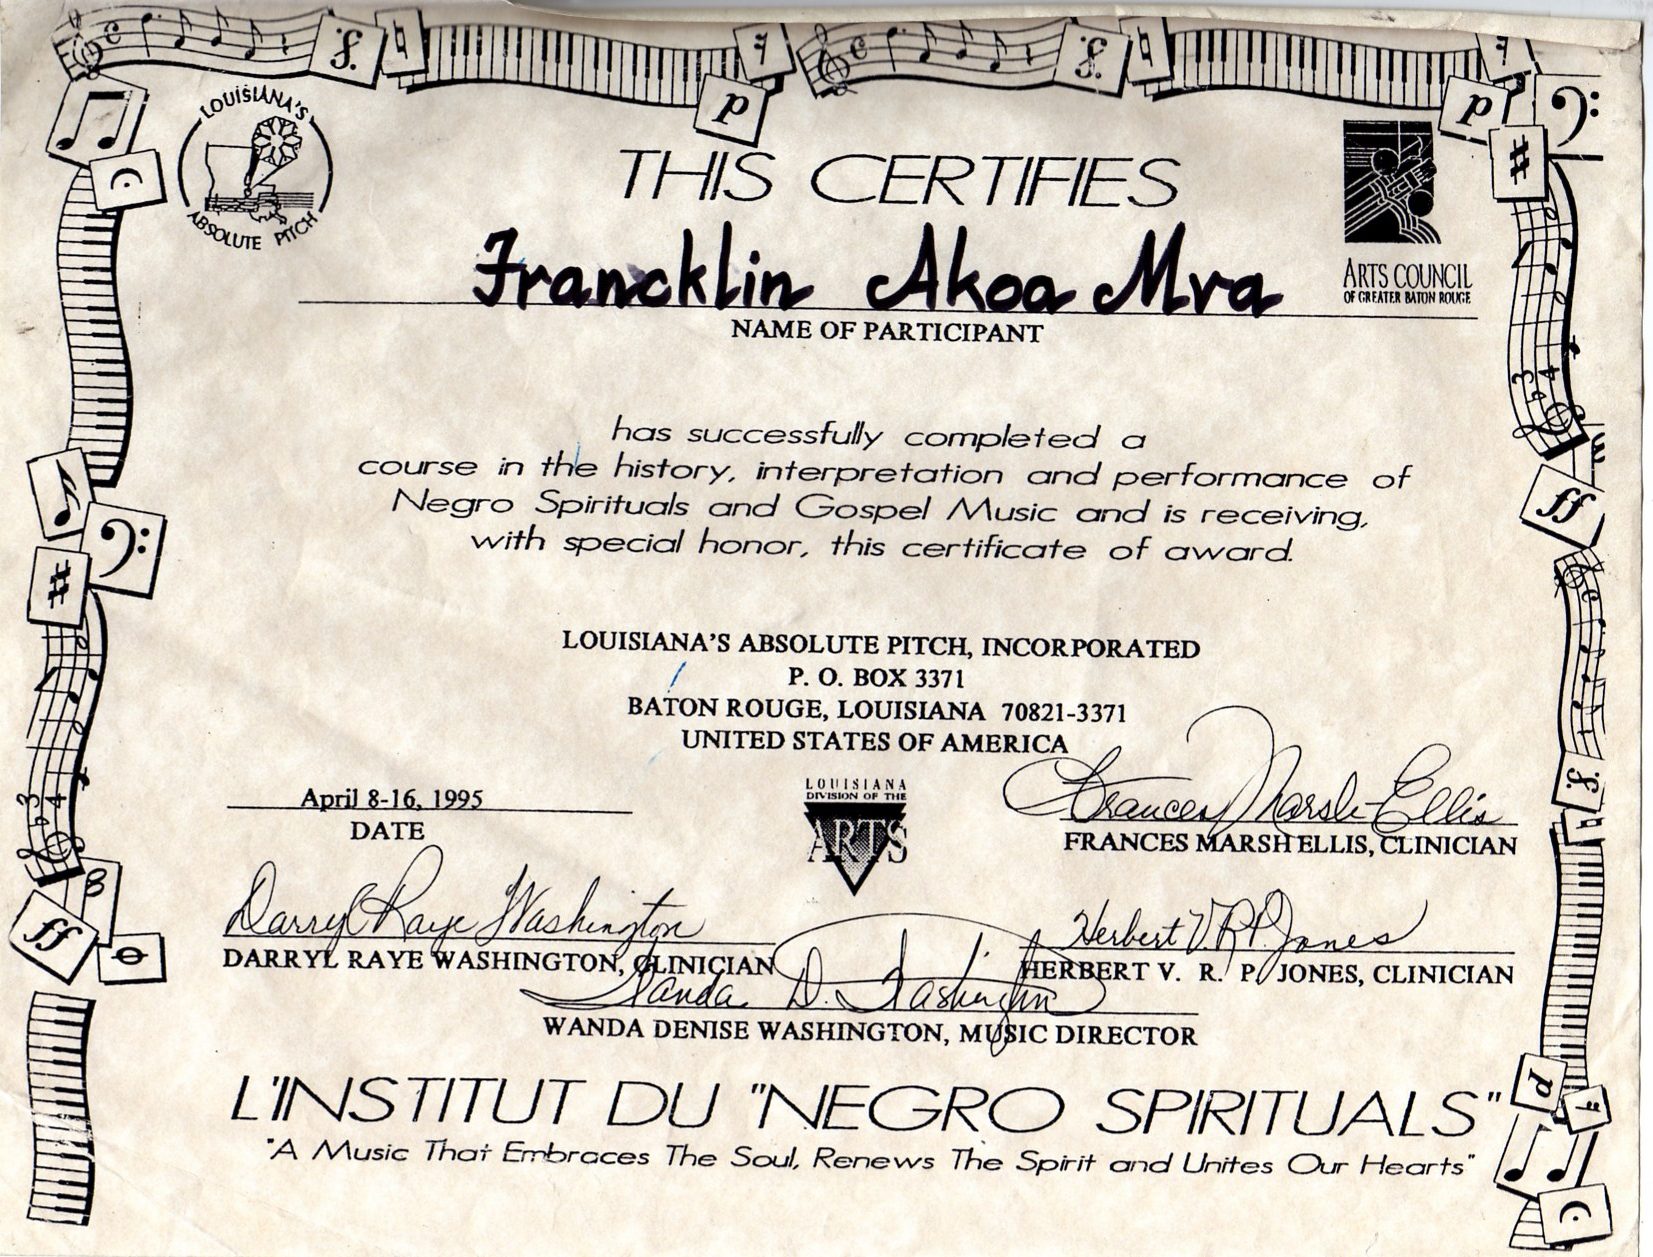 LOUISIANA'S
ABSOLUTE PITCH
THIS CERTIFIES
Francklin Akoa Mva
NAME OF PARTICIPANT
ARTS COUNCIL
OF GREATER BATON ROUGE
has successfully completed a
course in the history, interpretation and performance of
Negro Spirituals and Gospel Music and is receiving,
with special honor, this certificate of award.
LOUISIANA'S ABSOLUTE PITCH, INCORPORATED
P. O. BOX 3371
BATON ROUGE, LOUISIANA 70821-3371
UNITED STATES OF AMERICA
April 8-16, 1995
DATE
LOUISIANA
DIVISION OF THE
ARTS
Frances Marsh Ellis
FRANCES MARSH ELLIS, CLINICIAN
Darryl Raye Washington
DARRYL RAYE WASHINGTON, CLINICIAN
Herbert V. R. P. Jones
HERBERT V. R. P. JONES, CLINICIAN
Wanda D. Washington
WANDA DENISE WASHINGTON, MUSIC DIRECTOR
L'INSTITUT DU "NEGRO SPIRITUALS"
"A Music That Embraces The Soul, Renews The Spirit and Unites Our Hearts"